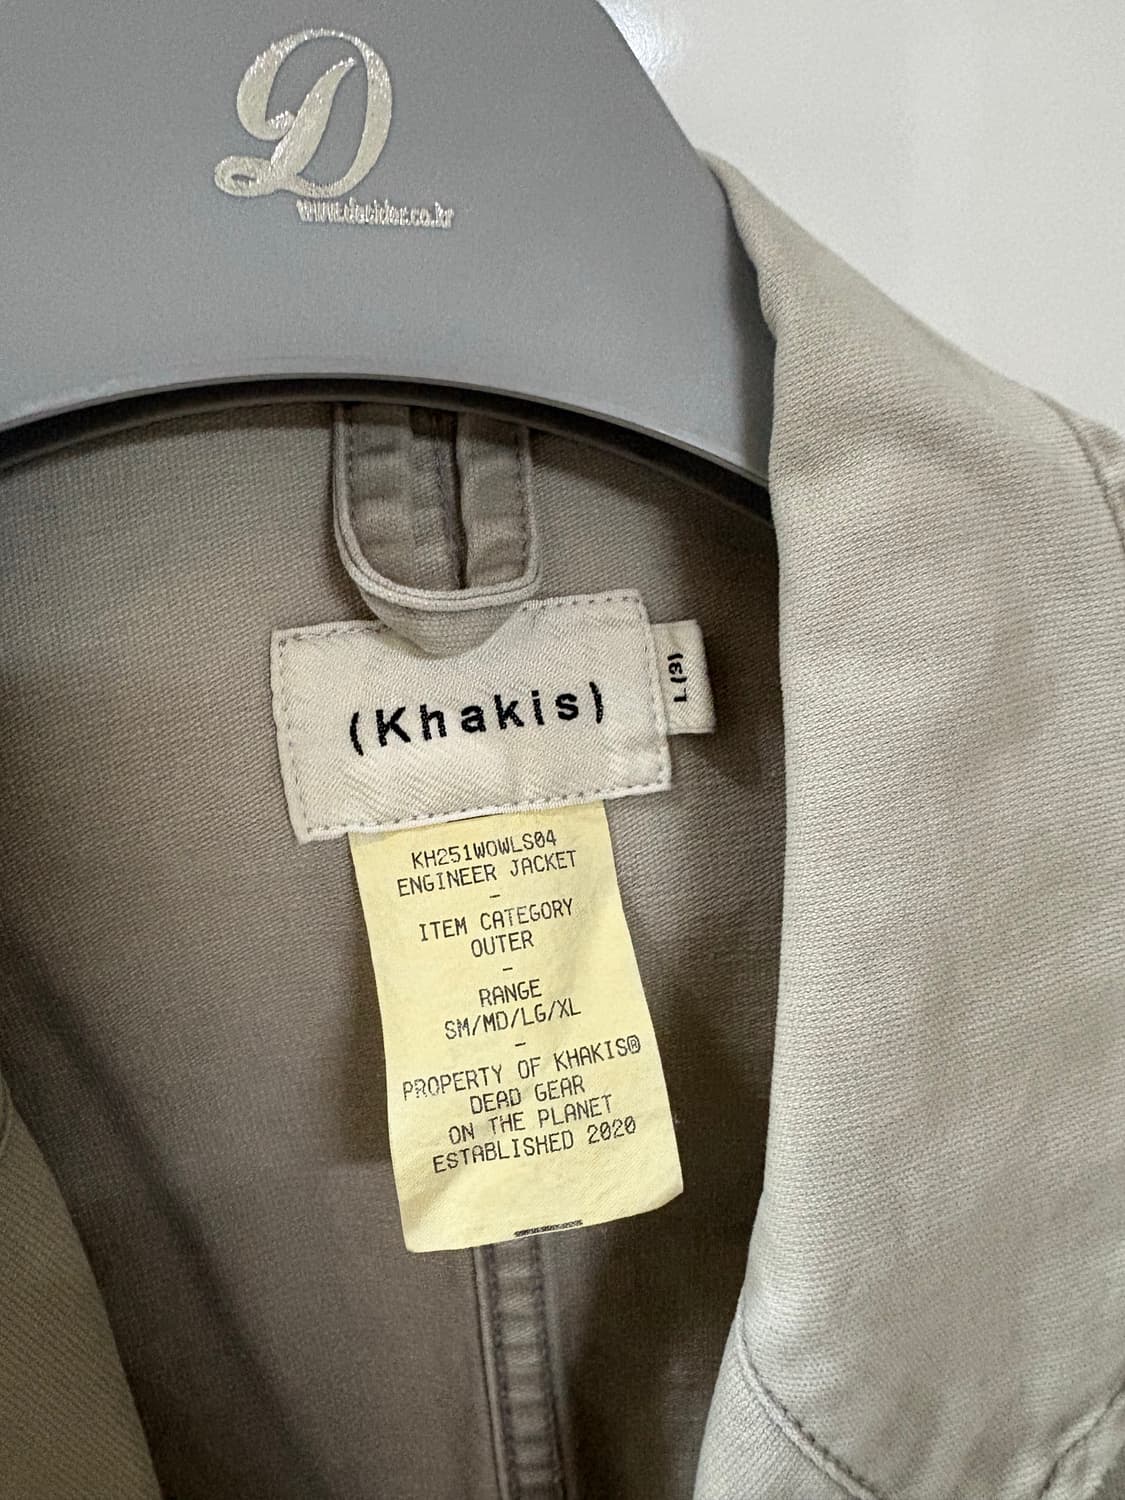 D
www.decider.co.kr
(Khakis)
L(3)
KH251WOWLS04
ENGINEER JACKET
-
ITEM CATEGORY
OUTER
-
RANGE
SM/MD/LG/XL
-
PROPERTY OF KHAKIS®
DEAD GEAR
ON THE PLANET
ESTABLISHED 2020